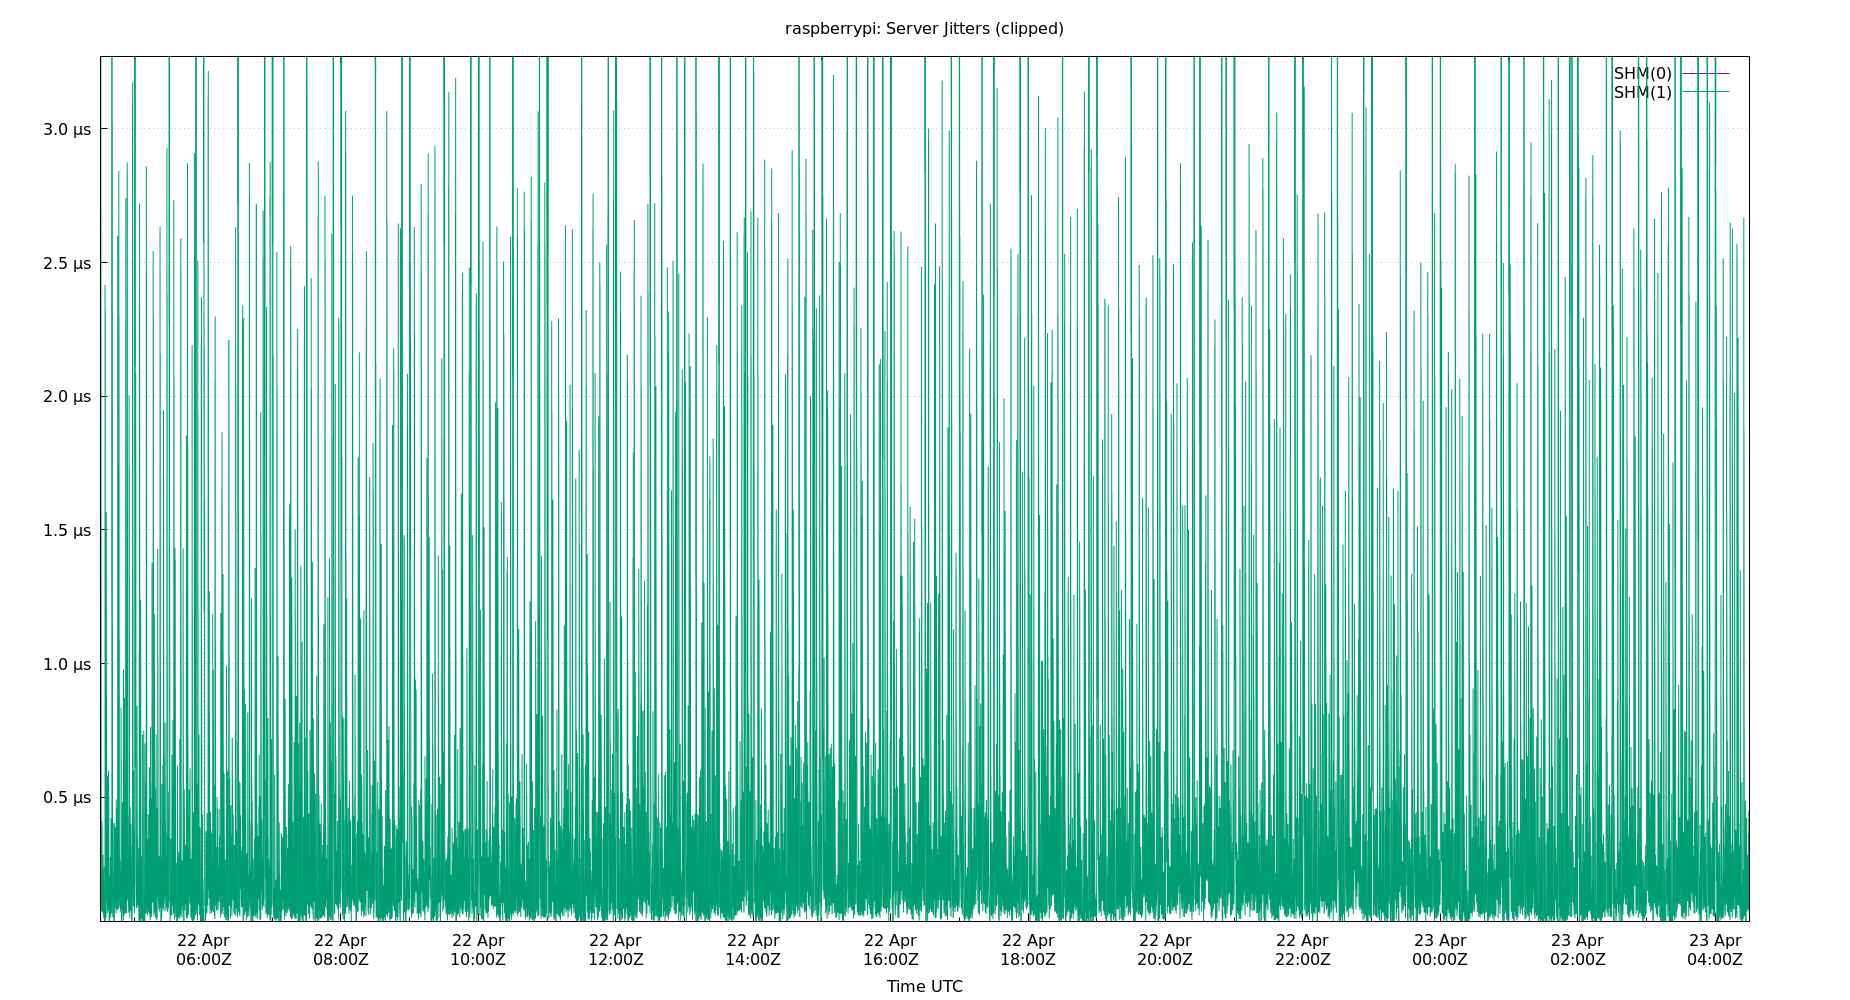 raspberrypi: Server Jitters (clipped)
SHM(0)
SHM(1)
3.0 µs
2.5 µs
2.0 µs
1.5 µs
1.0 µs
0.5 µs
22 Apr 22 Apr 22 Apr 22 Apr 22 Apr 22 Apr 22 Apr 22 Apr 22 Apr 23 Apr 23 Apr 23 Apr
06:00Z 08:00Z 10:00Z 12:00Z 14:00Z 16:00Z 18:00Z 20:00Z 22:00Z 00:00Z 02:00Z 04:00Z
Time UTC